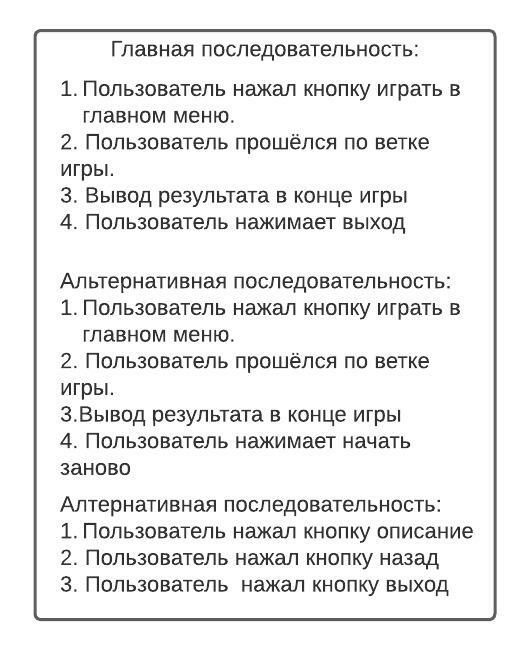 Главная последовательность:
1. Пользователь нажал кнопку играть в
главном меню.
2. Пользователь прошёлся по ветке
игры.
3. Вывод результата в конце игры
4. Пользователь нажимает выход
Альтернативная последовательность:
1. Пользователь нажал кнопку играть в
главном меню.
2. Пользователь прошёлся по ветке
игры.
3.Вывод результата в конце игры
4. Пользователь нажимает начать
заново
Алтернативная последовательность:
1. Пользователь нажал кнопку описание
2. Пользователь нажал кнопку назад
3. Пользователь  нажал кнопку выход